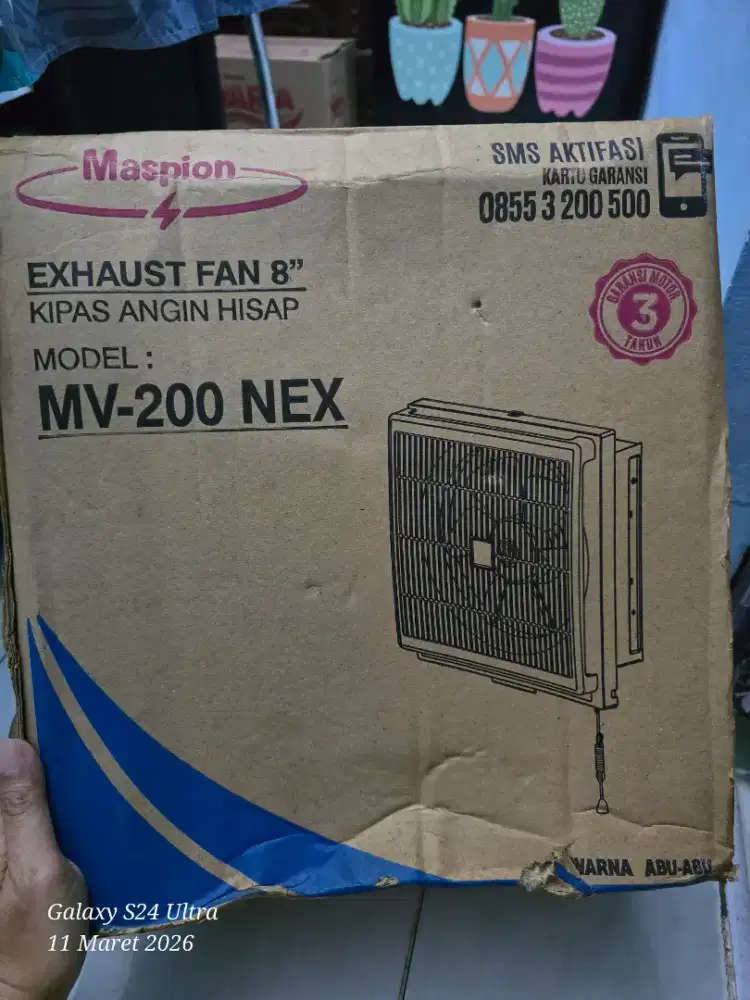 Maspion
SMS AKTIFASI
KARTU GARANSI
0855 3 200 500
EXHAUST FAN 8”
KIPAS ANGIN HISAP
GARANSI MOTOR
3
TAHUN
MODEL :
MV-200 NEX
WARNA ABU-ABU
Galaxy S24 Ultra
11 Maret 2026